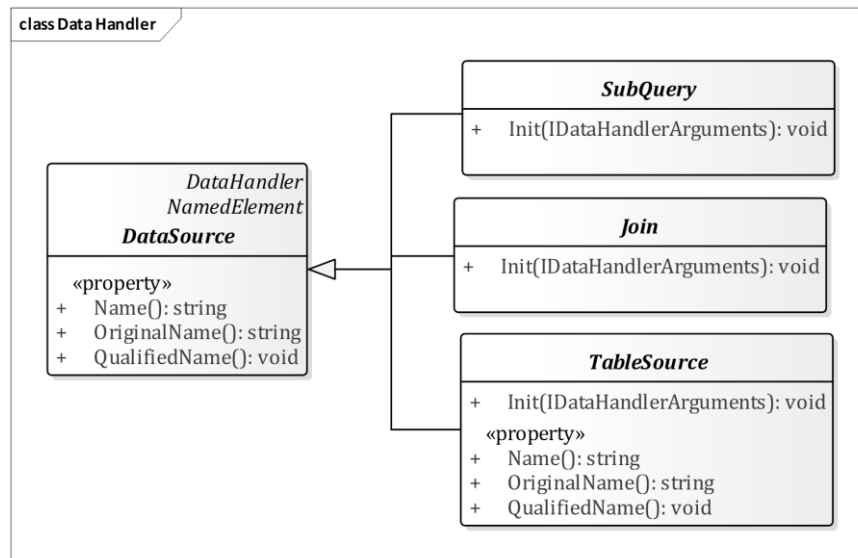 class Data Handler
DataHandler
NamedElement
DataSource
«property»
+ Name(): string
+ OriginalName(): string
+ QualifiedName(): void
SubQuery
+ Init(IDataHandlerArguments): void
Join
+ Init(IDataHandlerArguments): void
TableSource
+ Init(IDataHandlerArguments): void
«property»
+ Name(): string
+ OriginalName(): string
+ QualifiedName(): void